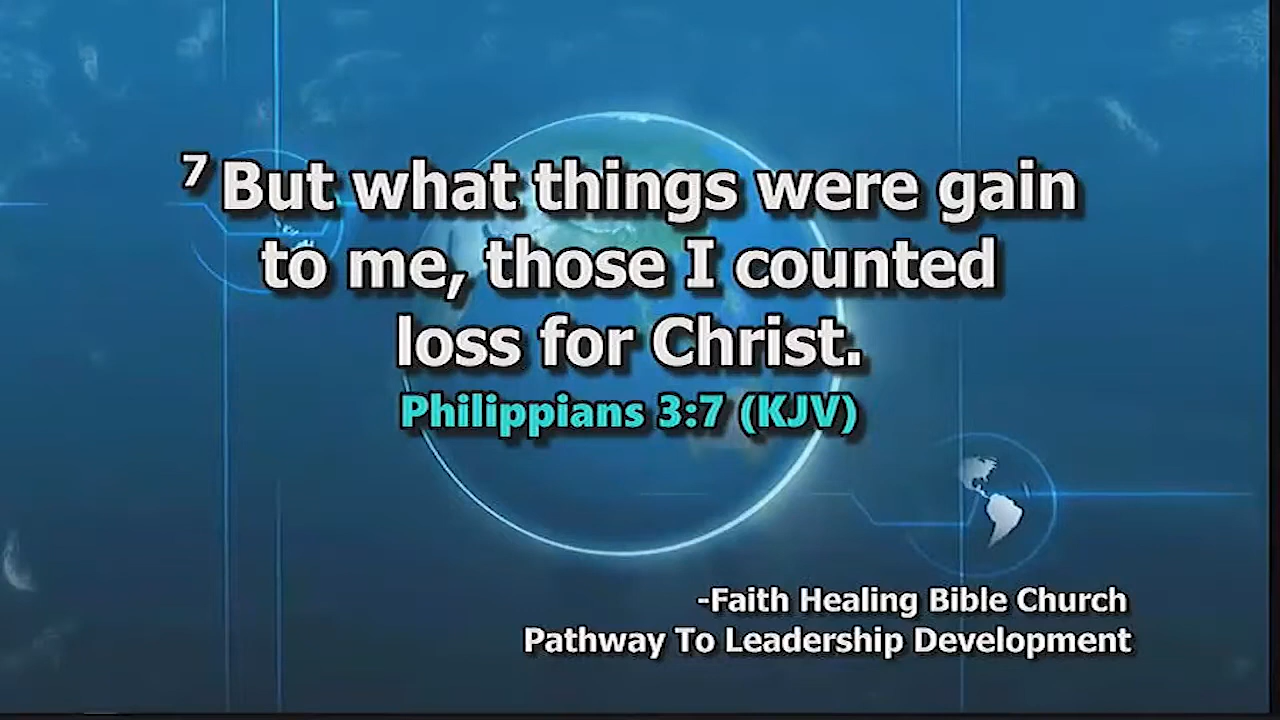 7 But what things were gain
to me, those I counted
loss for Christ.
Philippians 3:7 (KJV)
-Faith Healing Bible Church
Pathway To Leadership Development